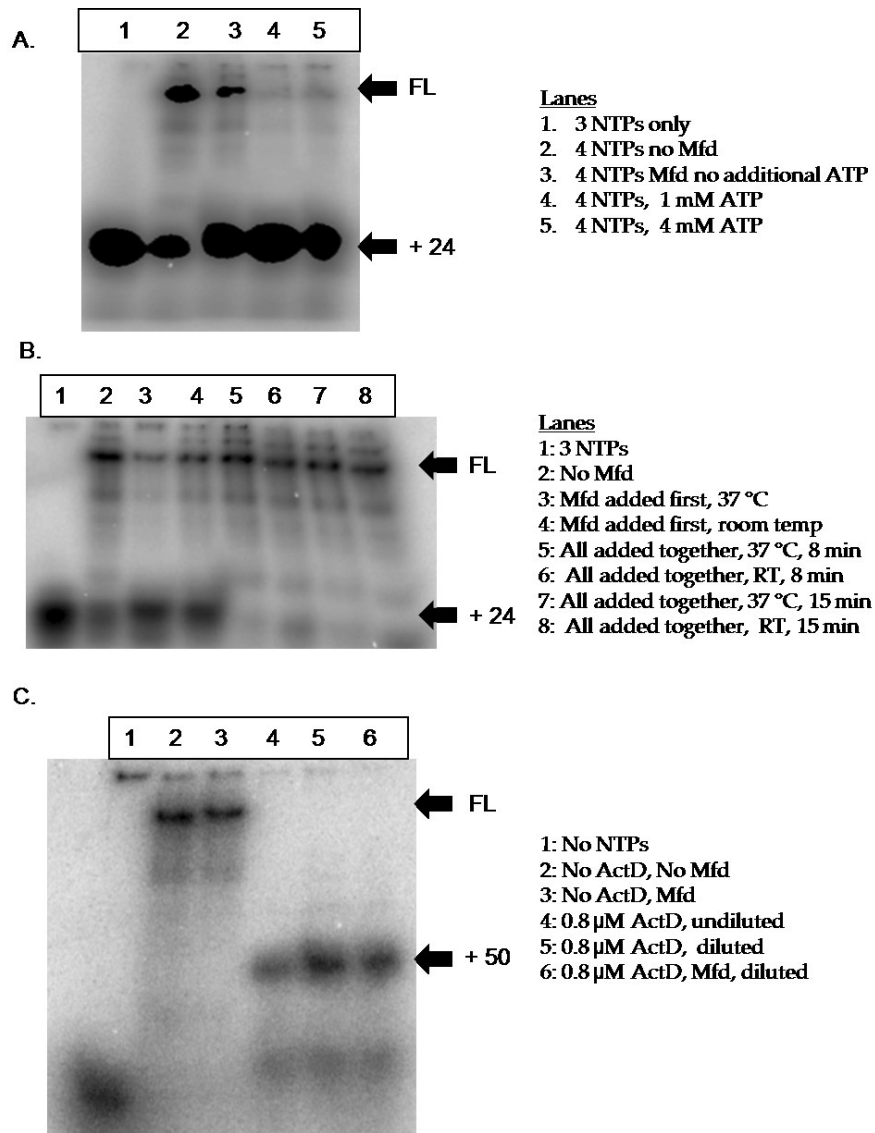 A.
1 2 3 4 5
FL
+ 24
Lanes
1. 3 NTPs only
2. 4 NTPs no Mfd
3. 4 NTPs Mfd no additional ATP
4. 4 NTPs, 1 mM ATP
5. 4 NTPs, 4 mM ATP
B.
1 2 3 4 5 6 7 8
FL
+ 24
Lanes
1: 3 NTPs
2: No Mfd
3: Mfd added first, 37 ºC
4: Mfd added first, room temp
5: All added together, 37 ºC, 8 min
6: All added together, RT, 8 min
7: All added together, 37 ºC, 15 min
8: All added together, RT, 15 min
C.
1 2 3 4 5 6
FL
+ 50
1: No NTPs
2: No ActD, No Mfd
3: No ActD, Mfd
4: 0.8 µM ActD, undiluted
5: 0.8 µM ActD, diluted
6: 0.8 µM ActD, Mfd, diluted